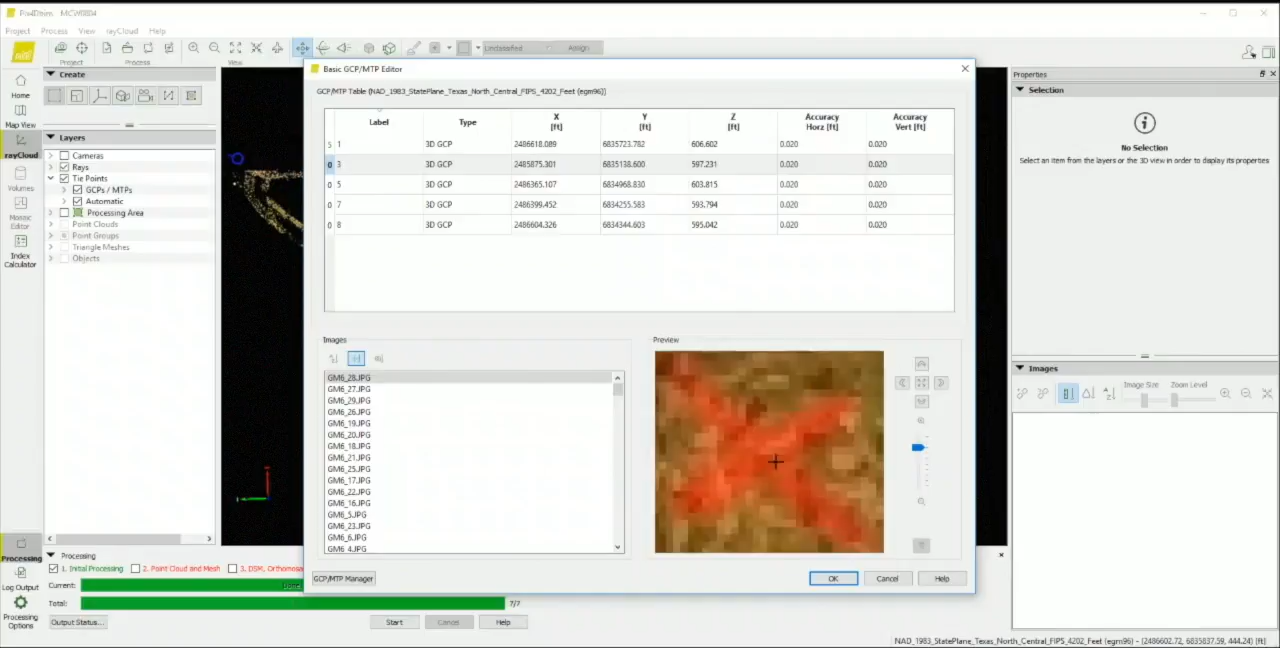 Pix4Dmapper MCW9804
Project Process View rayCloud Help
Project Process View Unclassified Assign
Home
Map View
rayCloud
Volumes
Mosaic Editor
Index Calculator
Processing
Log Output
Processing Options
Create
Layers
Cameras
Rays
Tie Points
GCPs / MTPs
Automatic
Processing Area
Point Clouds
Point Groups
Triangle Meshes
Objects
Basic GCP/MTP Editor
GCP/MTP Table (NAD_1983_StatePlane_Texas_North_Central_FIPS_4202_Feet (egm96))
Label Type X [ft] Y [ft] Z [ft] Accuracy Horz [ft] Accuracy Vert [ft]
5 1 3D GCP 2486618.089 6835723.782 606.602 0.020 0.020
0 3 3D GCP 2485875.301 6835138.600 597.231 0.020 0.020
0 5 3D GCP 2486365.107 6834968.830 603.815 0.020 0.020
0 7 3D GCP 2486399.452 6834255.583 593.794 0.020 0.020
0 8 3D GCP 2486604.326 6834344.603 595.042 0.020 0.020
Images
GM6_28.JPG
GM6_27.JPG
GM6_29.JPG
GM6_26.JPG
GM6_19.JPG
GM6_20.JPG
GM6_18.JPG
GM6_21.JPG
GM6_25.JPG
GM6_17.JPG
GM6_22.JPG
GM6_16.JPG
GM6_5.JPG
GM6_23.JPG
GM6_6.JPG
GM6_4.JPG
Preview
GCP/MTP Manager OK Cancel Help
Properties
Selection
No Selection
Select an item from the layers or the 3D view in order to display its properties
Images
Image Size Zoom Level
Processing
1. Initial Processing 2. Point Cloud and Mesh 3. DSM, Orthomosa
Current: Done
Total: 7/7
Output Status... Start Cancel Help
NAD_1983_StatePlane_Texas_North_Central_FIPS_4202_Feet (egm96) - (2486602.72, 6835837.59, 444.24) [ft]